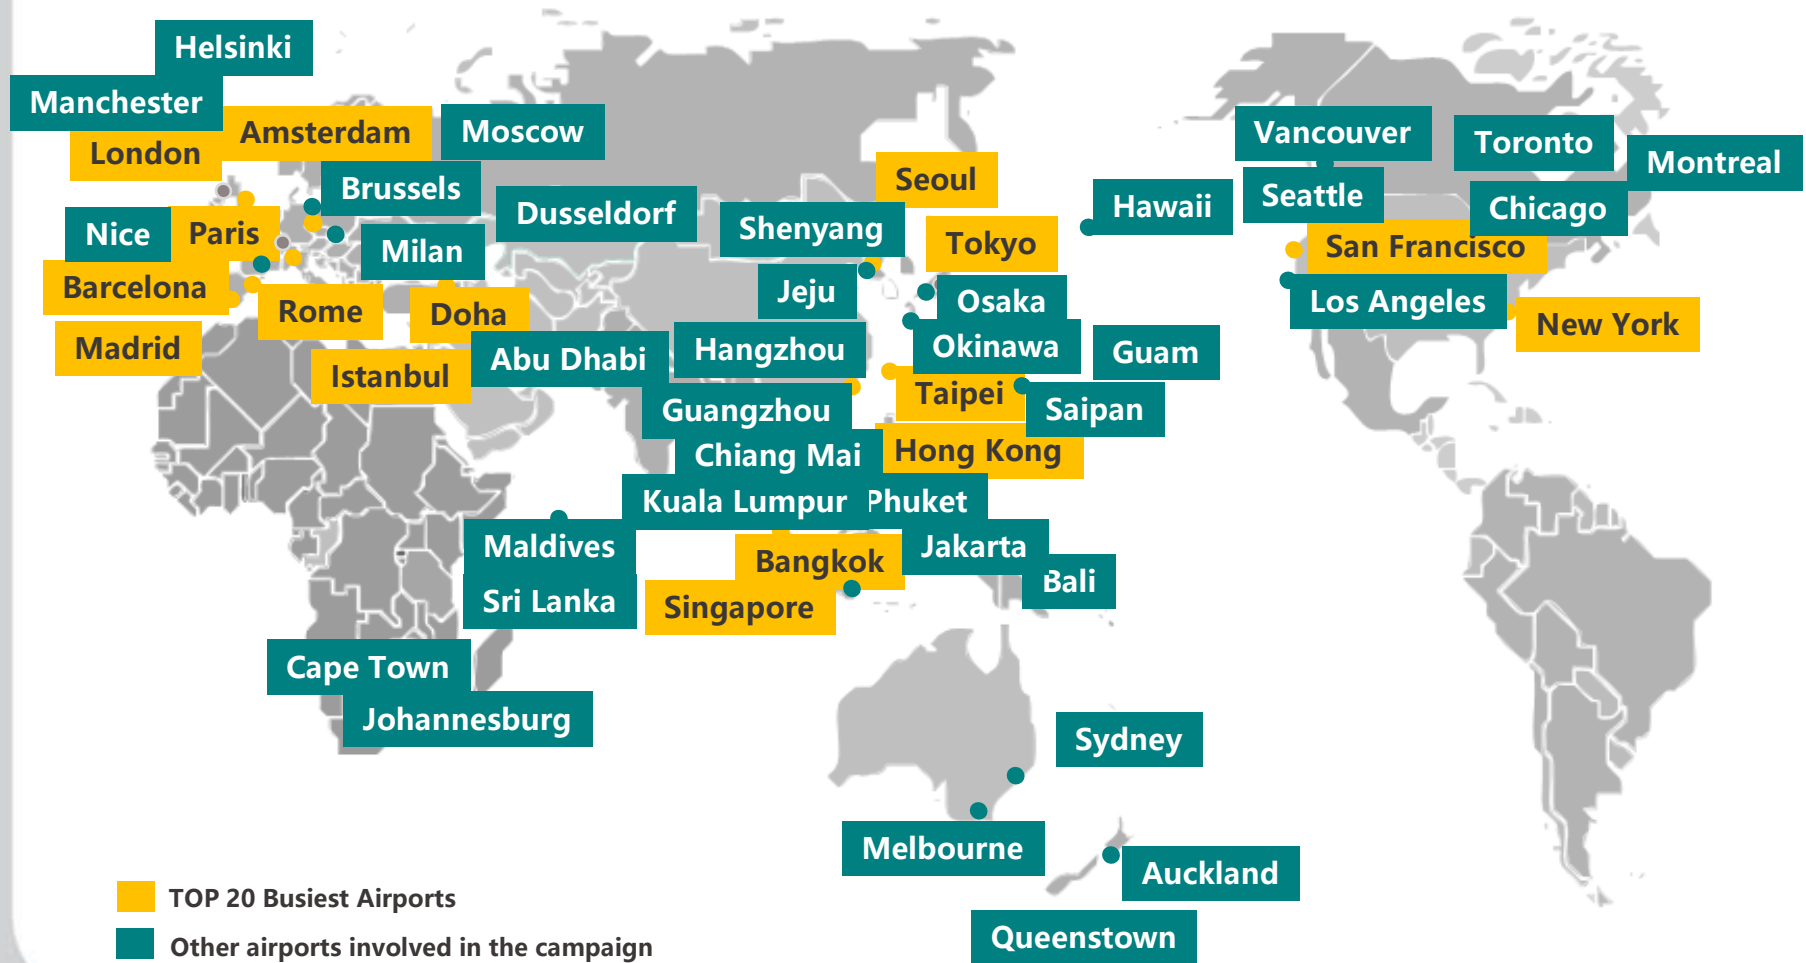 Helsinki
Manchester
London
Amsterdam
Moscow
Brussels
Nice
Paris
Milan
Dusseldorf
Barcelona
Rome
Doha
Madrid
Istanbul
Abu Dhabi
Seoul
Shenyang
Tokyo
Jeju
Osaka
Hangzhou
Okinawa
Guam
Guangzhou
Taipei
Saipan
Chiang Mai
Hong Kong
Kuala Lumpur
Phuket
Maldives
Bangkok
Jakarta
Bali
Sri Lanka
Singapore
Cape Town
Johannesburg
Hawaii
Vancouver
Toronto
Montreal
Seattle
Chicago
San Francisco
Los Angeles
New York
Sydney
Melbourne
Auckland
Queenstown
TOP 20 Busiest Airports
Other airports involved in the campaign